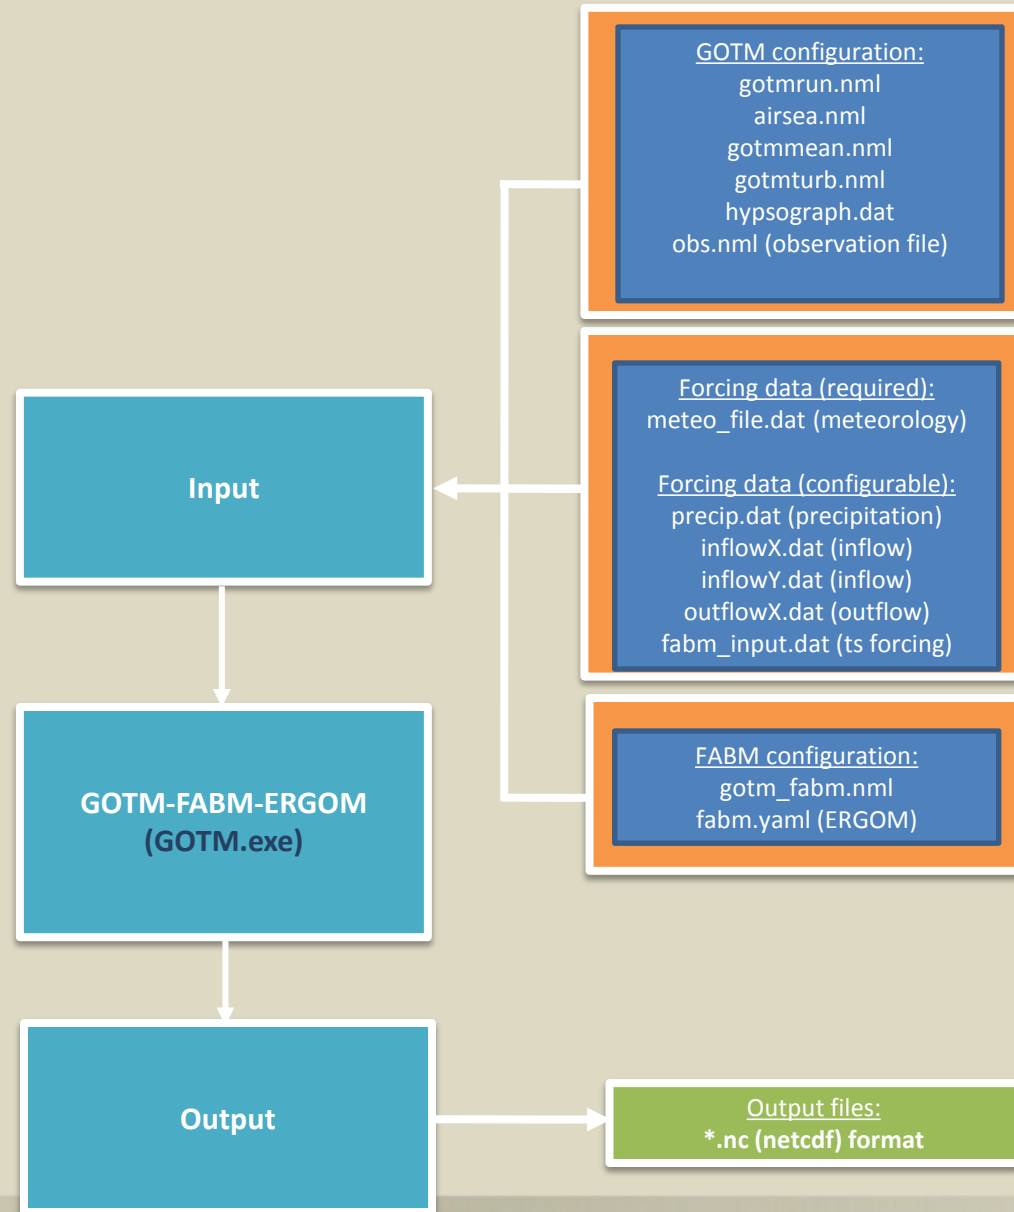 GOTM configuration:
gotmrun.nml
airsea.nml
gotmmean.nml
gotmturb.nml
hypsograph.dat
obs.nml (observation file)
Forcing data (required):
meteo_file.dat (meteorology)
Forcing data (configurable):
precip.dat (precipitation)
inflowX.dat (inflow)
inflowY.dat (inflow)
outflowX.dat (outflow)
fabm_input.dat (ts forcing)
Input
FABM configuration:
gotm_fabm.nml
fabm.yaml (ERGOM)
GOTM-FABM-ERGOM
(GOTM.exe)
Output
Output files:
*.nc (netcdf) format